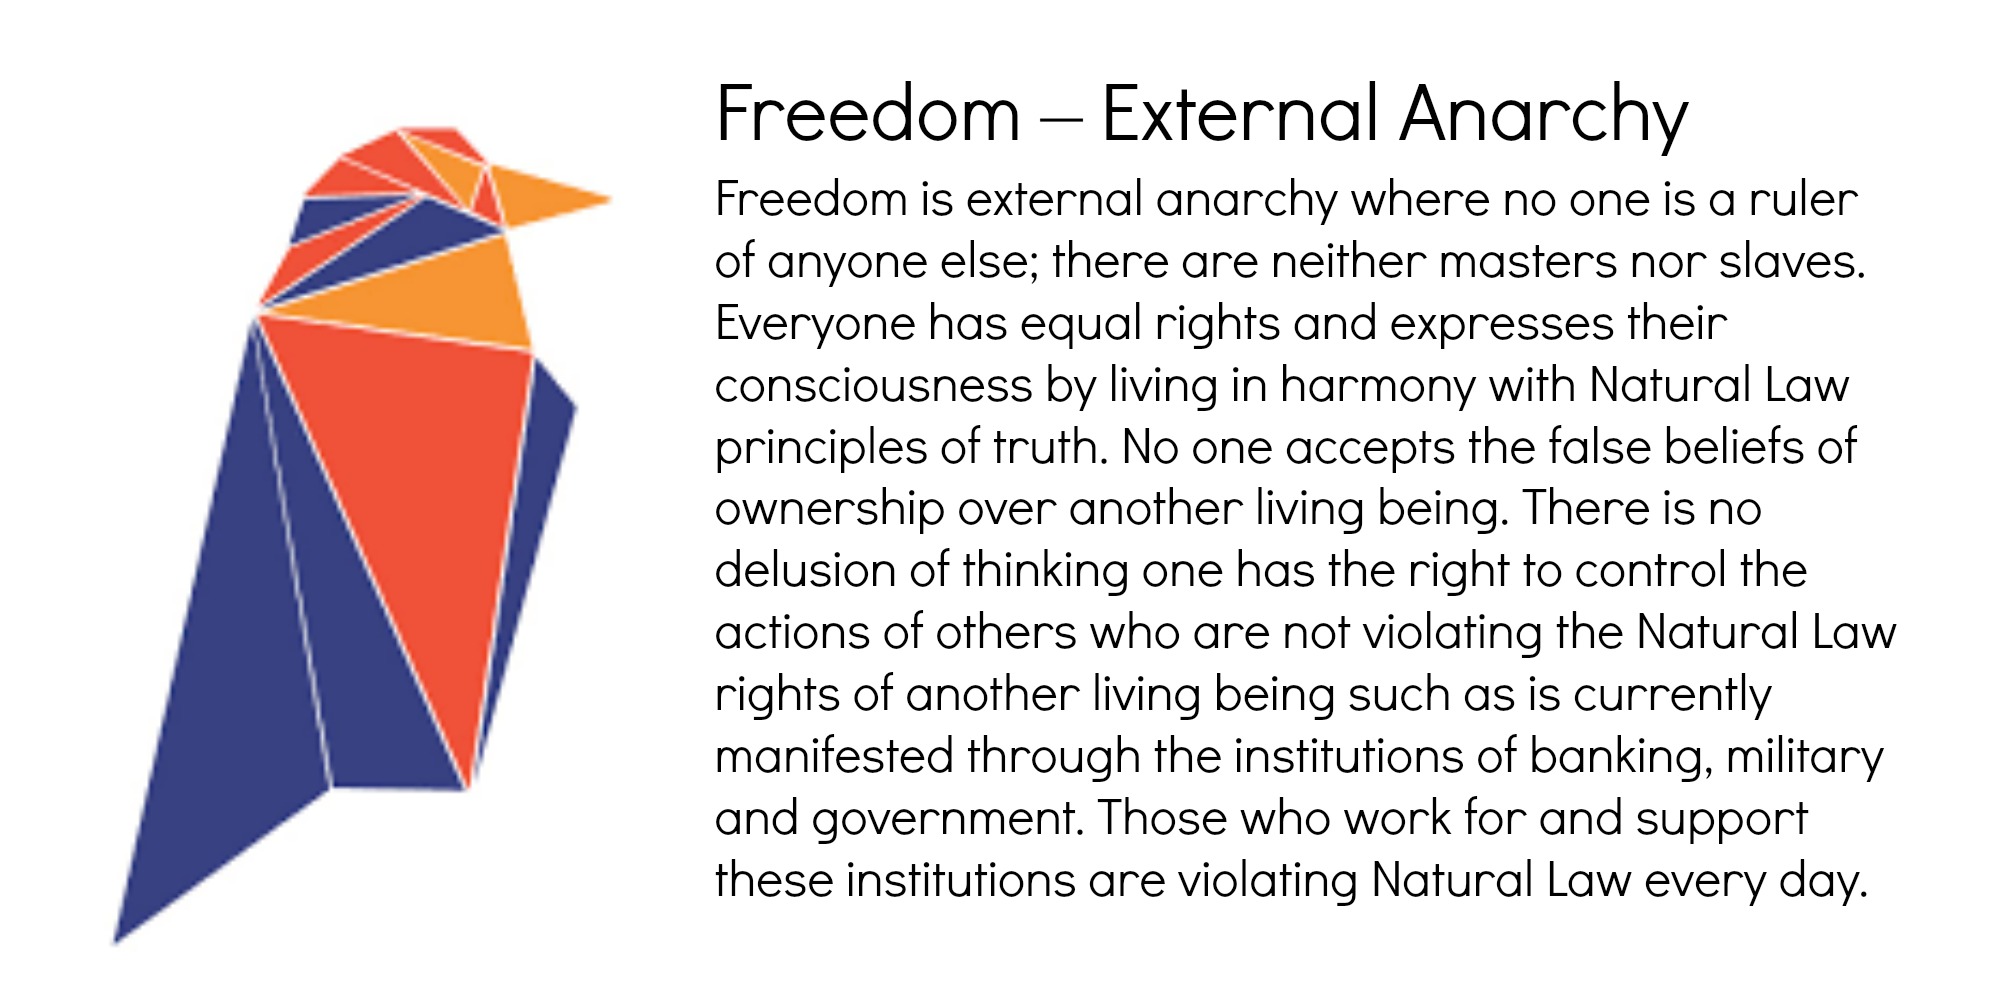 Freedom – External Anarchy
Freedom is external anarchy where no one is a ruler
of anyone else; there are neither masters nor slaves.
Everyone has equal rights and expresses their
consciousness by living in harmony with Natural Law
principles of truth. No one accepts the false beliefs of
ownership over another living being. There is no
delusion of thinking one has the right to control the
actions of others who are not violating the Natural Law
rights of another living being such as is currently
manifested through the institutions of banking, military
and government. Those who work for and support
these institutions are violating Natural Law every day.